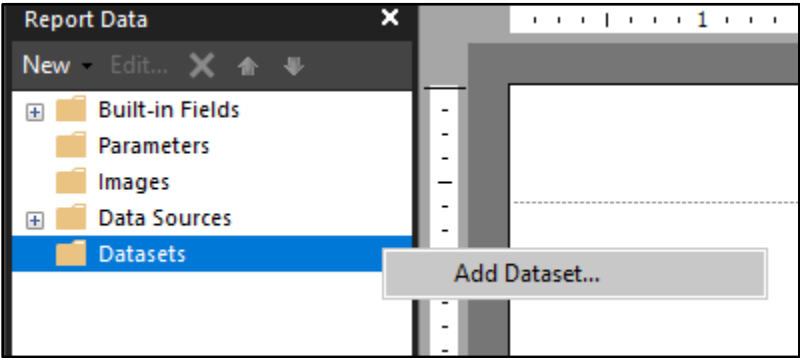 Report Data
1
New Edit...
Built-in Fields
Parameters
Images
Data Sources
Datasets
Add Dataset...